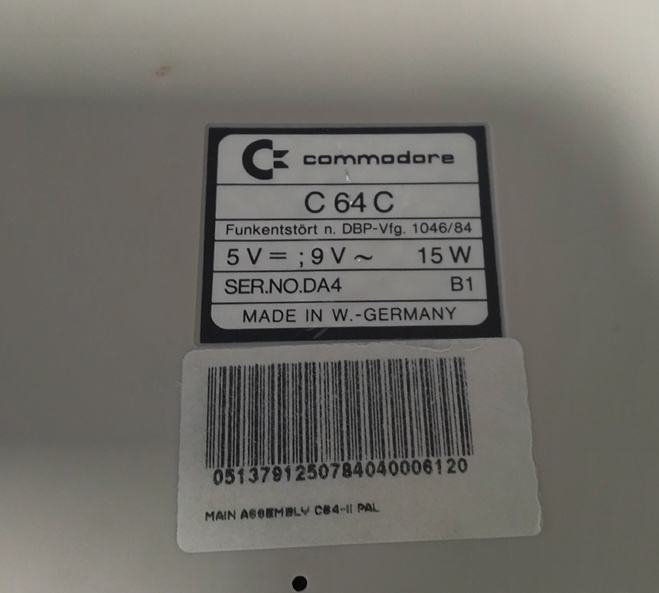 commodore
C 64 C
Funkentstört n. DBP-Vfg. 1046/84
5 V = ; 9 V ~ 15 W
SER.NO.DA4 B1
MADE IN W.-GERMANY
0513791250784040006120
MAIN ASSEMBLY C64-II PAL